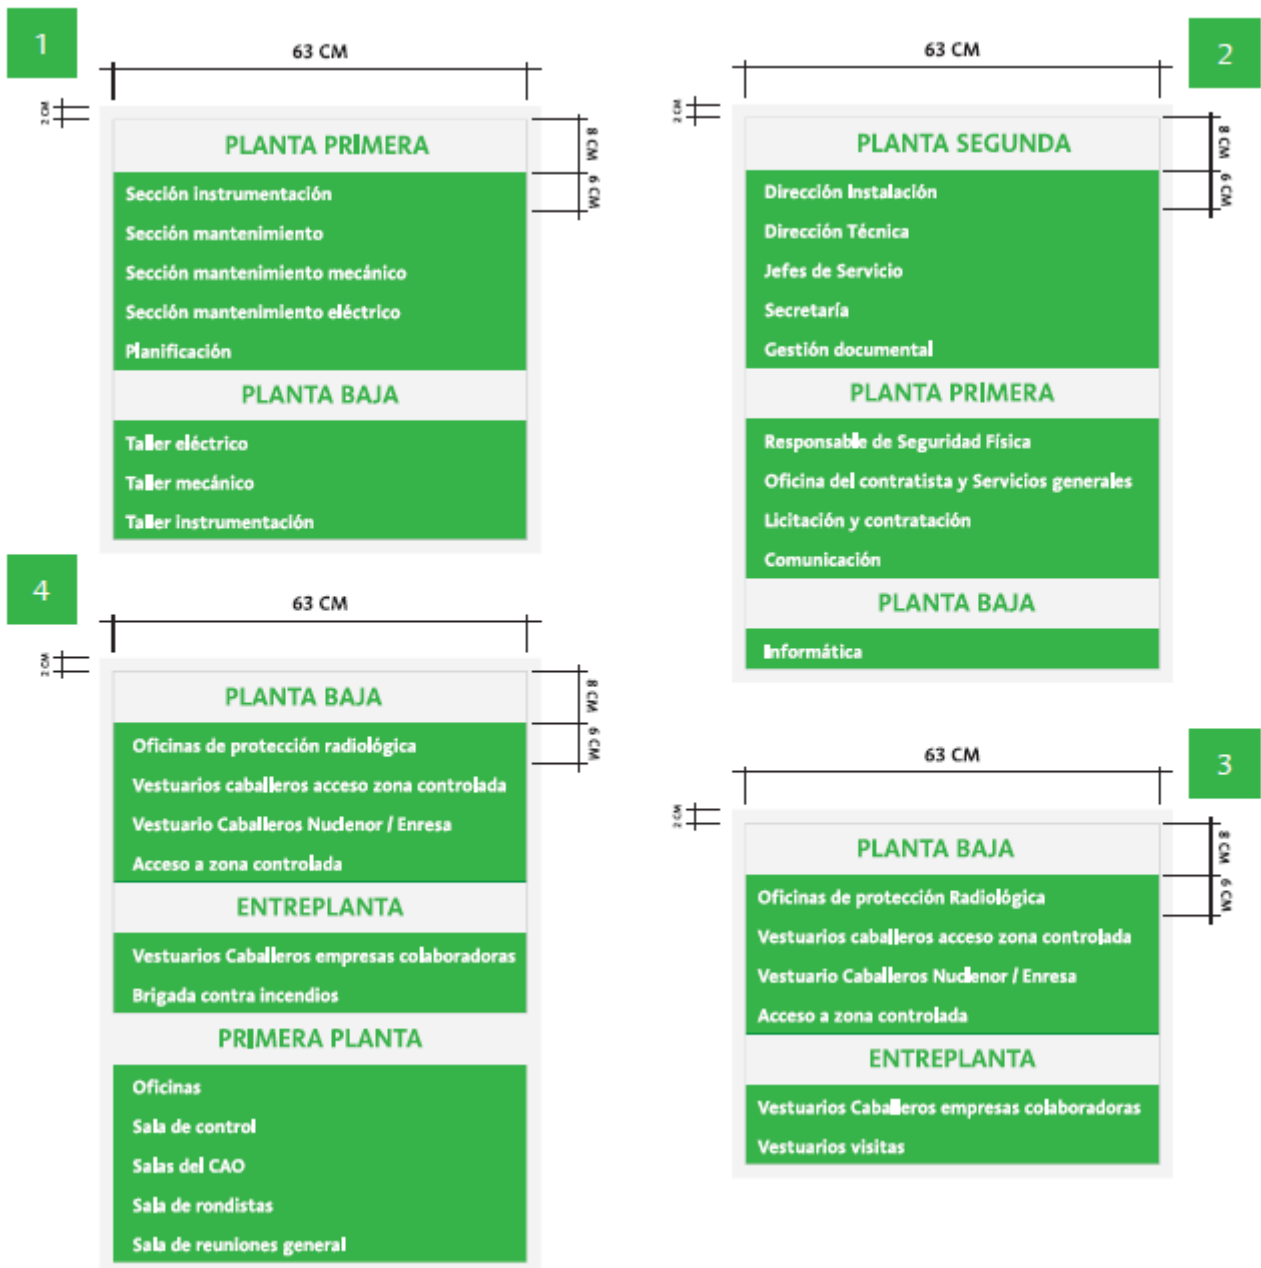 1
63 CM
2 CM
8 CM
6 CM
PLANTA PRIMERA
Sección instrumentación
Sección mantenimiento
Sección mantenimiento mecánico
Sección mantenimiento eléctrico
Planificación
PLANTA BAJA
Taller eléctrico
Taller mecánico
Taller instrumentación
2
63 CM
2 CM
8 CM
6 CM
PLANTA SEGUNDA
Dirección Instalación
Dirección Técnica
Jefes de Servicio
Secretaría
Gestión documental
PLANTA PRIMERA
Responsable de Seguridad Física
Oficina del contratista y Servicios generales
Licitación y contratación
Comunicación
PLANTA BAJA
Informática
4
63 CM
2 CM
8 CM
6 CM
PLANTA BAJA
Oficinas de protección radiológica
Vestuarios caballeros acceso zona controlada
Vestuario Caballeros Nuclenor / Enresa
Acceso a zona controlada
ENTREPLANTA
Vestuarios Caballeros empresas colaboradoras
Brigada contra incendios
PRIMERA PLANTA
Oficinas
Sala de control
Salas del CAO
Sala de rondistas
Sala de reuniones general
3
63 CM
2 CM
8 CM
6 CM
PLANTA BAJA
Oficinas de protección Radiológica
Vestuarios caballeros acceso zona controlada
Vestuario Caballeros Nuclenor / Enresa
Acceso a zona controlada
ENTREPLANTA
Vestuarios Caballeros empresas colaboradoras
Vestuarios visitas